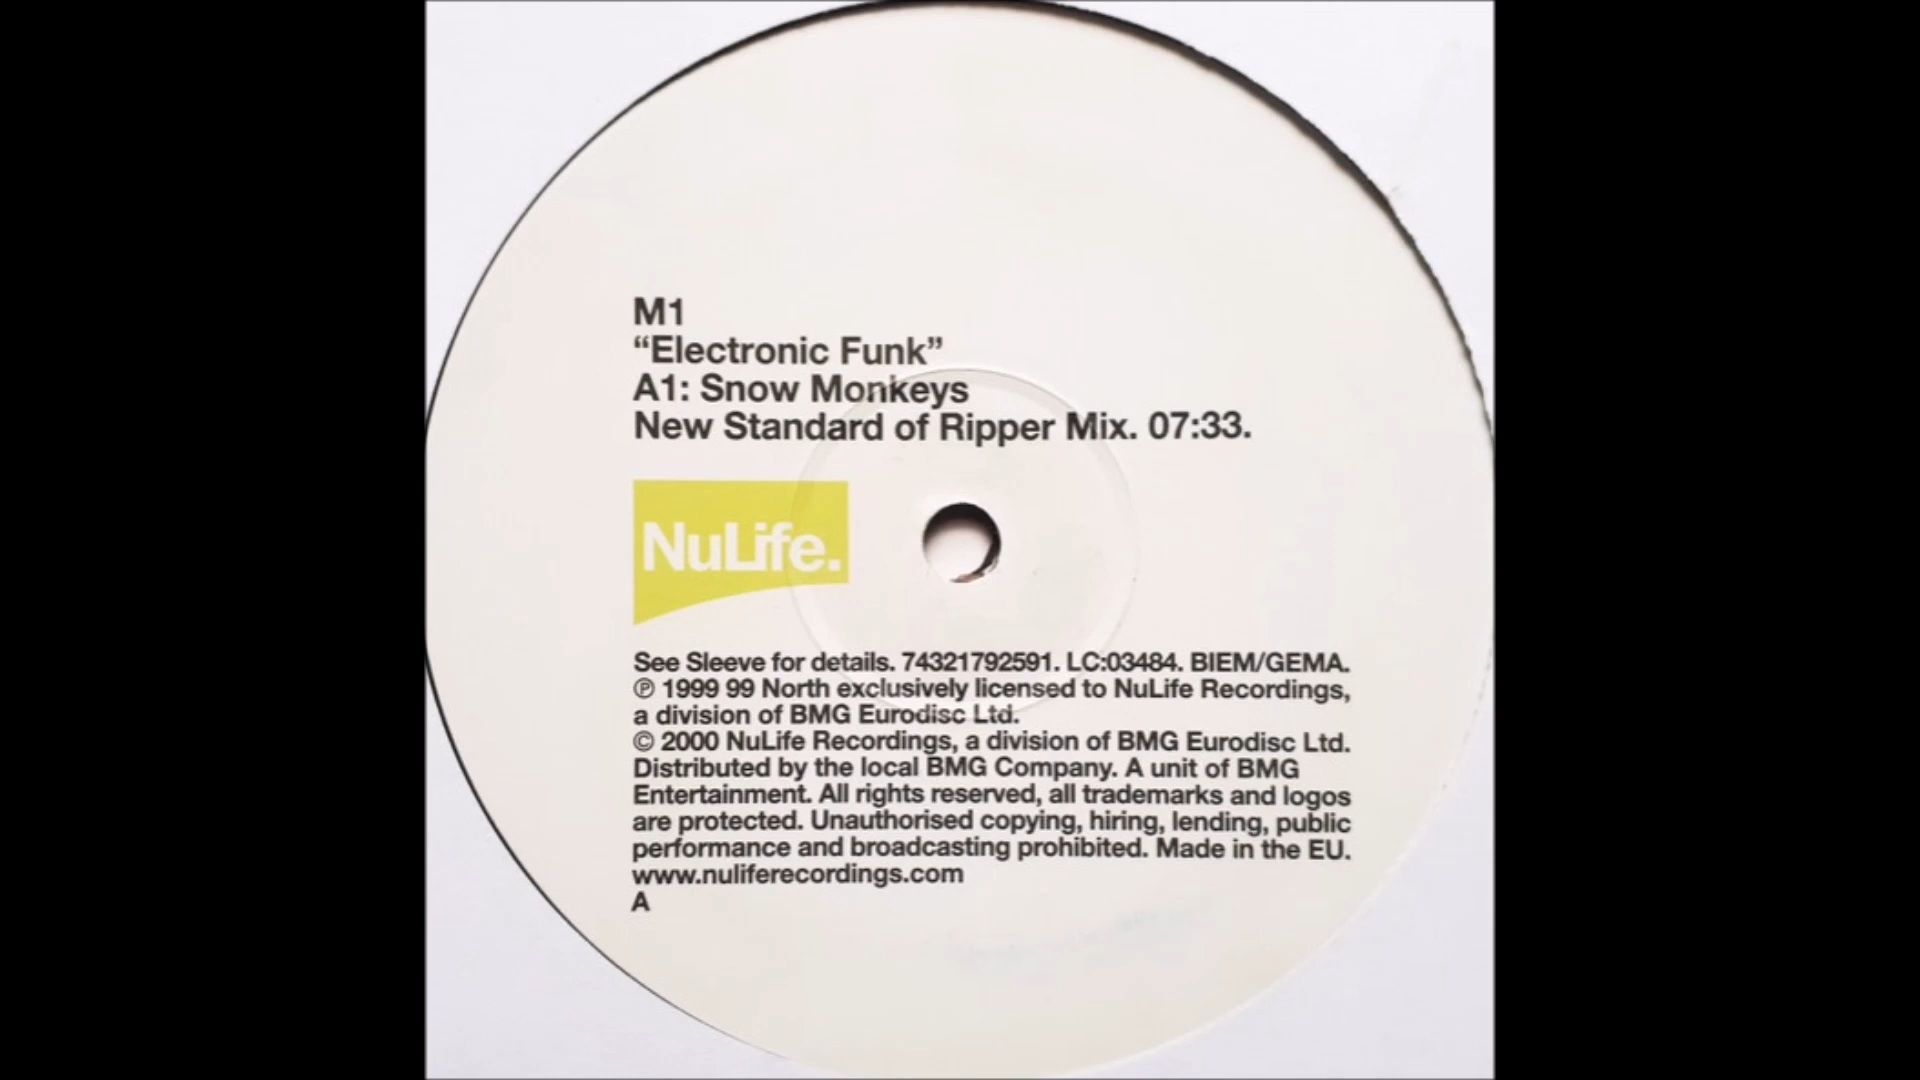 M1
“Electronic Funk”
A1: Snow Monkeys
New Standard of Ripper Mix. 07:33.
NuLife.
See Sleeve for details. 74321792591. LC:03484. BIEM/GEMA.
℗ 1999 99 North exclusively licensed to NuLife Recordings,
a division of BMG Eurodisc Ltd.
© 2000 NuLife Recordings, a division of BMG Eurodisc Ltd.
Distributed by the local BMG Company. A unit of BMG
Entertainment. All rights reserved, all trademarks and logos
are protected. Unauthorised copying, hiring, lending, public
performance and broadcasting prohibited. Made in the EU.
www.nuliferecordings.com
A